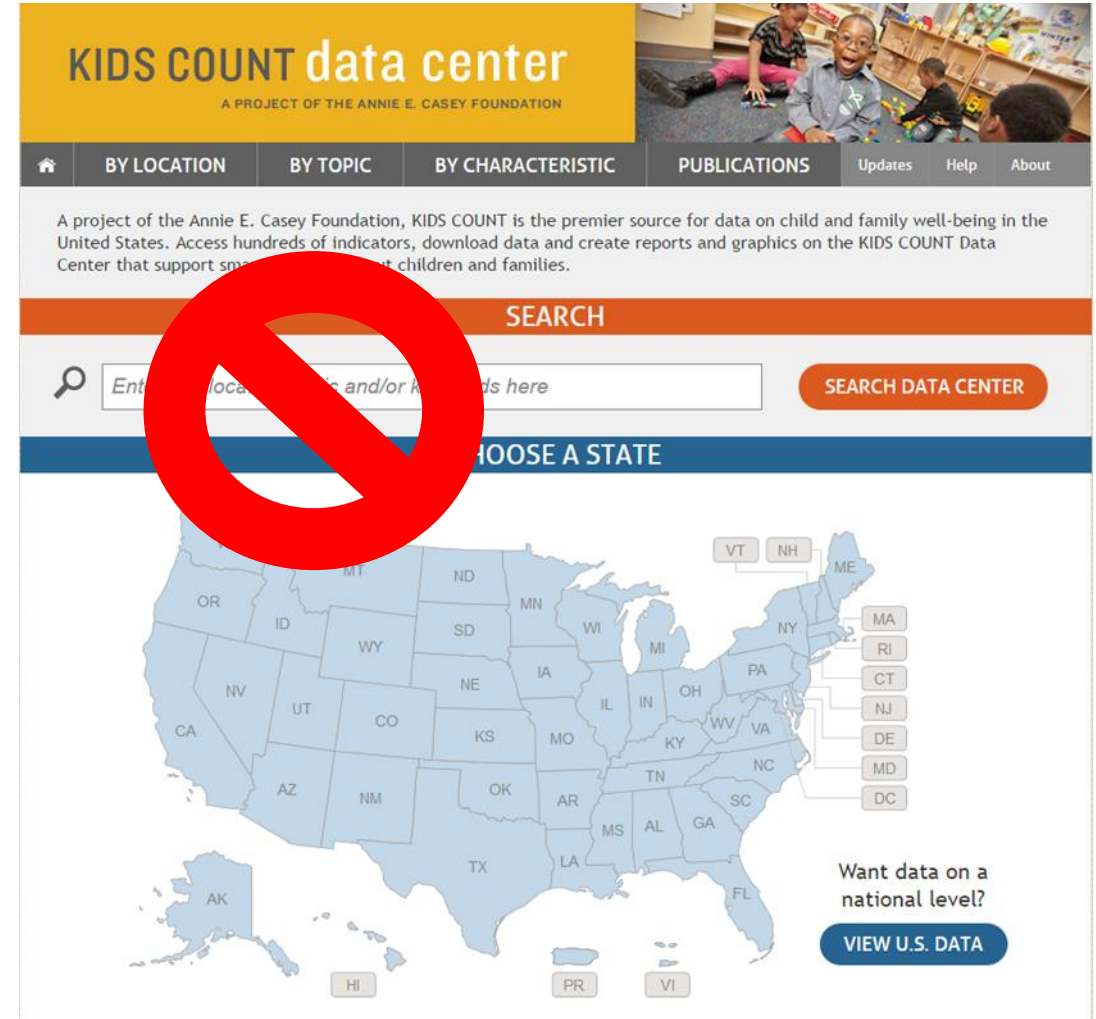 KIDS COUNT data center
A PROJECT OF THE ANNIE E. CASEY FOUNDATION
BY LOCATION BY TOPIC BY CHARACTERISTIC PUBLICATIONS Updates Help About
A project of the Annie E. Casey Foundation, KIDS COUNT is the premier source for data on child and family well-being in the
United States. Access hundreds of indicators, download data and create reports and graphics on the KIDS COUNT Data
Center that support children and families.
SEARCH
and/or here
SEARCH DATA CENTER
A STATE
VT NH
ME
MT ND
OR MN
ID SD WI NY MA
WY MI RI
IA PA CT
NV NE OH
UT IL IN NJ
CA CO WV VA
KS MO KY DE
NC MD
TN
AZ NM OK AR SC DC
MS AL GA
TX LA
Want data on a
national level?
AK FL
VIEW U.S. DATA
HI PR VI